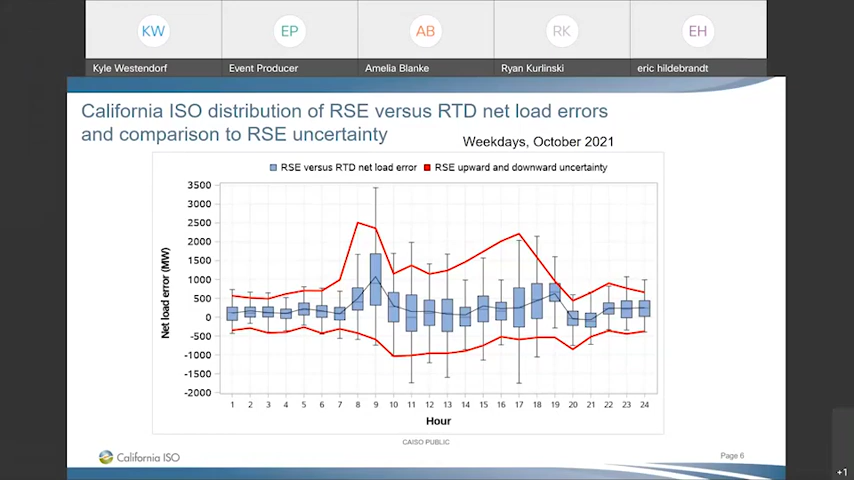 KW
EP
AB
RK
EH
Kyle Westendorf
Event Producer
Amelia Blanke
Ryan Kurlinski
eric hildebrandt
California ISO distribution of RSE versus RTD net load errors
and comparison to RSE uncertainty
Weekdays, October 2021
RSE versus RTD net load error
RSE upward and downward uncertainty
Net load error (MW)
3500
3000
2500
2000
1500
1000
500
0
-500
-1000
-1500
-2000
1 2 3 4 5 6 7 8 9 10 11 12 13 14 15 16 17 18 19 20 21 22 23 24
Hour
CAISO PUBLIC
California ISO
Page 6
+1